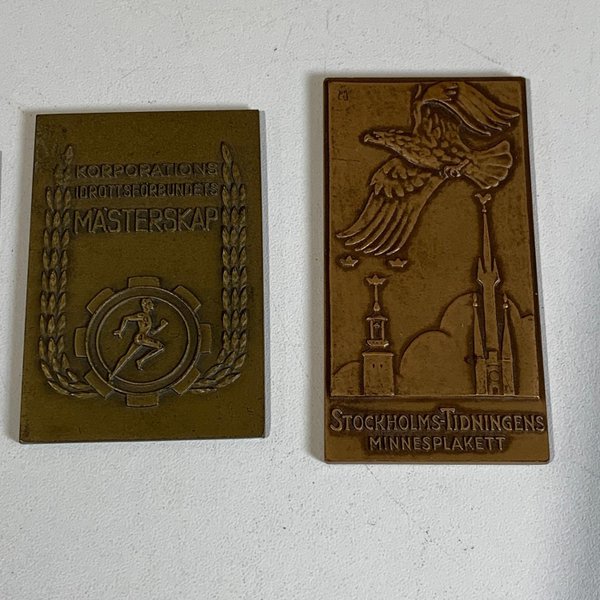 KORPORATIONS
IDROTTSFÖRBUNDETS
MÄSTERSKAP
STOCKHOLMS-TIDNINGENS
MINNESPLAKETT